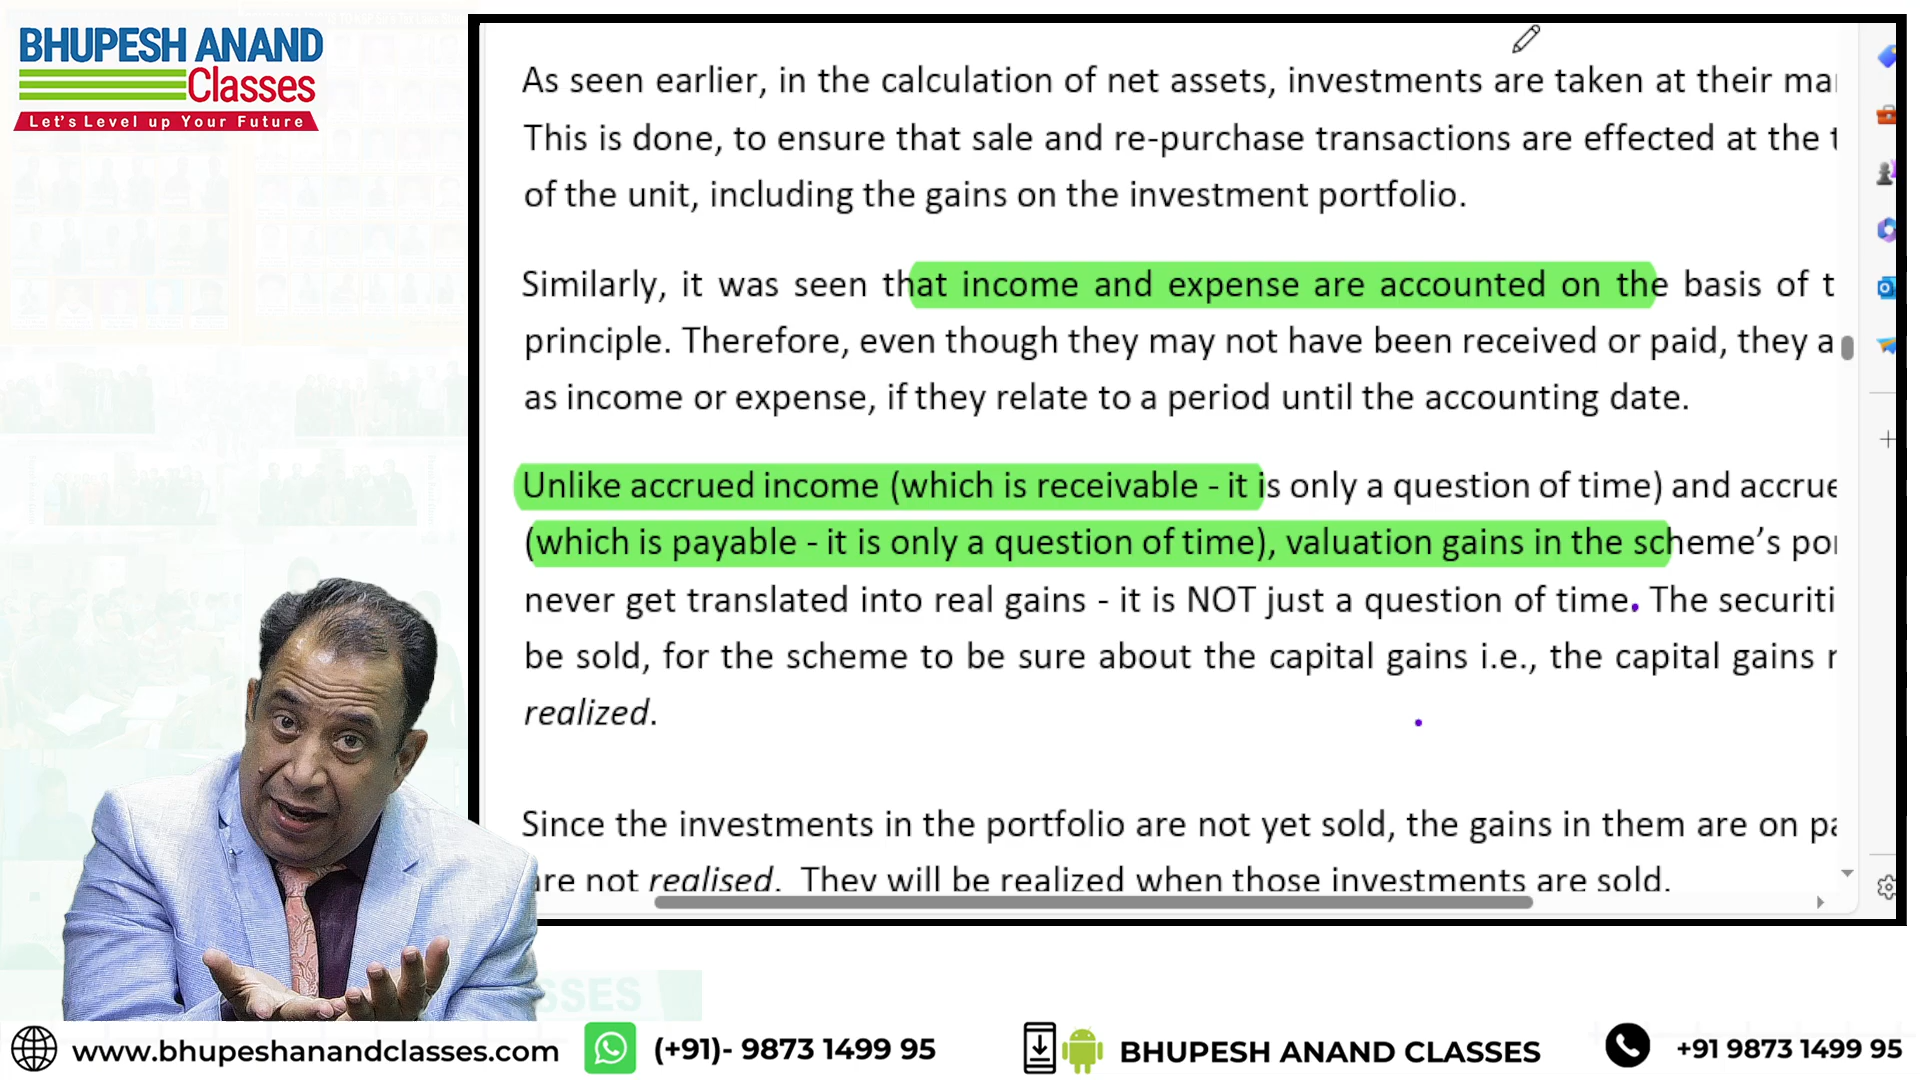 BHUPESH ANAND
Classes
Let's Level up Your Future
As seen earlier, in the calculation of net assets, investments are taken at their
This is done, to ensure that sale and re-purchase transactions are effected at the
of the unit, including the gains on the investment portfolio.
Similarly, it was seen that income and expense are accounted on the basis of
principle. Therefore, even though they may not have been received or paid, they
as income or expense, if they relate to a period until the accounting date.
Unlike accrued income (which is receivable - it is only a question of time) and
(which is payable - it is only a question of time), valuation gains in the scheme’s
never get translated into real gains - it is NOT just a question of time. The
be sold, for the scheme to be sure about the capital gains i.e., the capital gains
realized.
Since the investments in the portfolio are not yet sold, the gains in them are on
are not realised. They will be realized when those investments are sold.
SSES
www.bhupeshanandclasses.com
(+91)- 9873 1499 95
BHUPESH ANAND CLASSES
+91 9873 1499 95